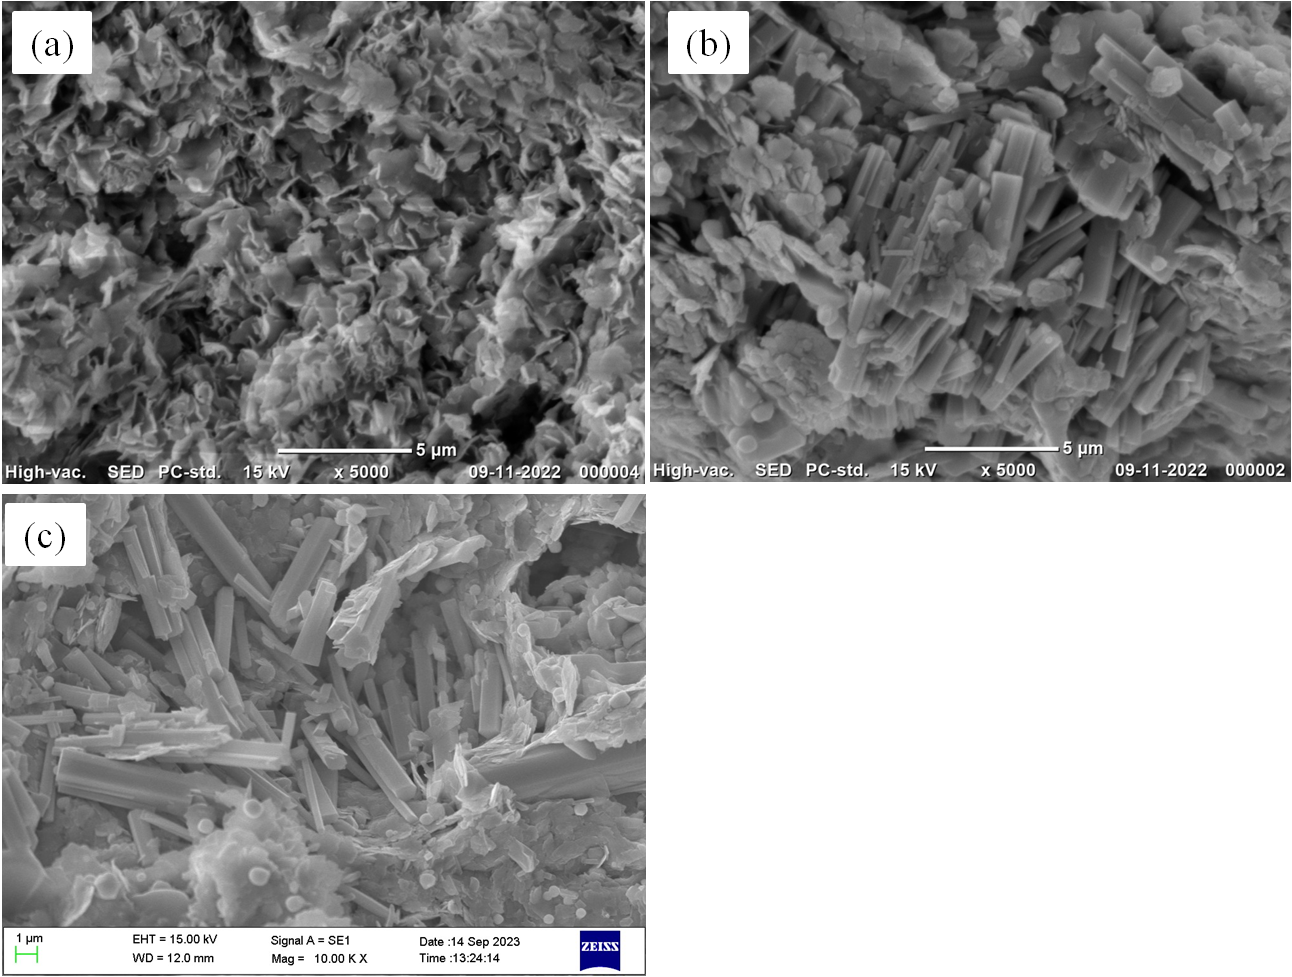 (a)
5 μm
High-vac. SED PC-std. 15 kV x 5000 09-11-2022 000004
(b)
5 μm
High-vac. SED PC-std. 15 kV x 5000 09-11-2022 000002
(c)
1 μm
EHT = 15.00 kV Signal A = SE1 Date :14 Sep 2023
WD = 12.0 mm Mag = 10.00 K X Time :13:24:14
ZEISS